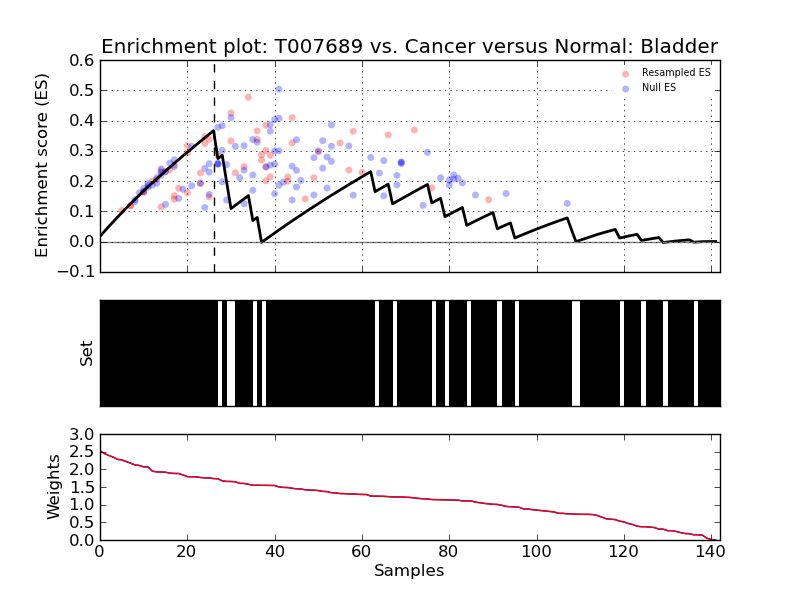 Enrichment plot: T007689 vs. Cancer versus Normal: Bladder
Enrichment score (ES)
0.6
0.5
0.4
0.3
0.2
0.1
0.0
−0.1
Resampled ES
Null ES
Set
Weights
3.0
2.5
2.0
1.5
1.0
0.5
0.0
0 20 40 60 80 100 120 140
Samples